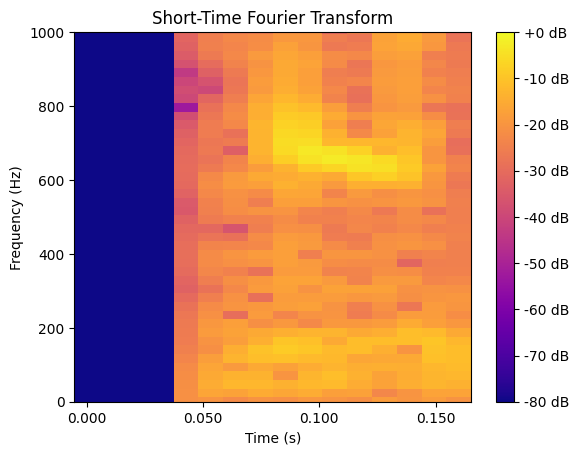 Short-Time Fourier Transform
Frequency (Hz)
1000
800
600
400
200
0
0.000
0.050
0.100
0.150
Time (s)
+0 dB
-10 dB
-20 dB
-30 dB
-40 dB
-50 dB
-60 dB
-70 dB
-80 dB